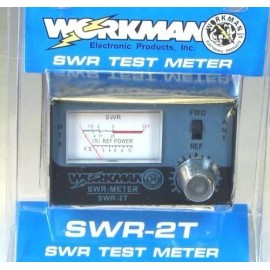 WORKMAN
Electronic Products, Inc.
SWR TEST METER
SWR
FWD
REF POWER
REF
WORKMAN
SWR-METER
SWR-2T
SWR-2T
SWR TEST METER